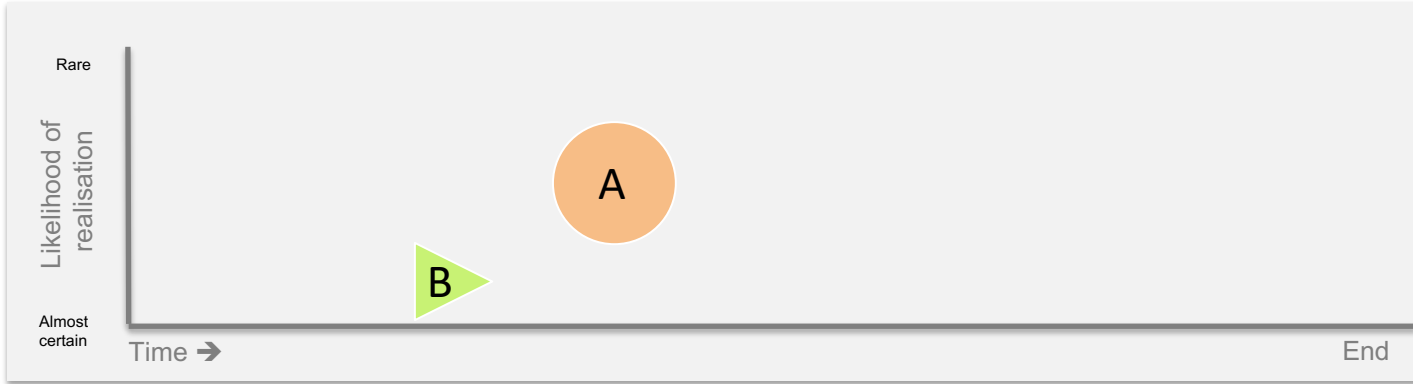 Rare
Likelihood of
realisation
A
B
Almost
certain
Time ➔
End